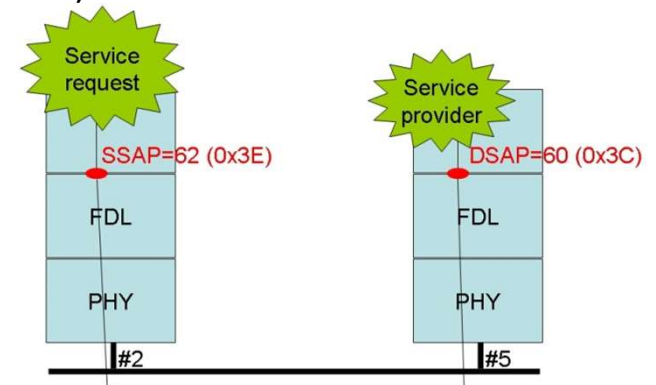 Service
request
Service
provider
SSAP=62 (0x3E)
DSAP=60 (0x3C)
FDL
FDL
PHY
PHY
#2
#5